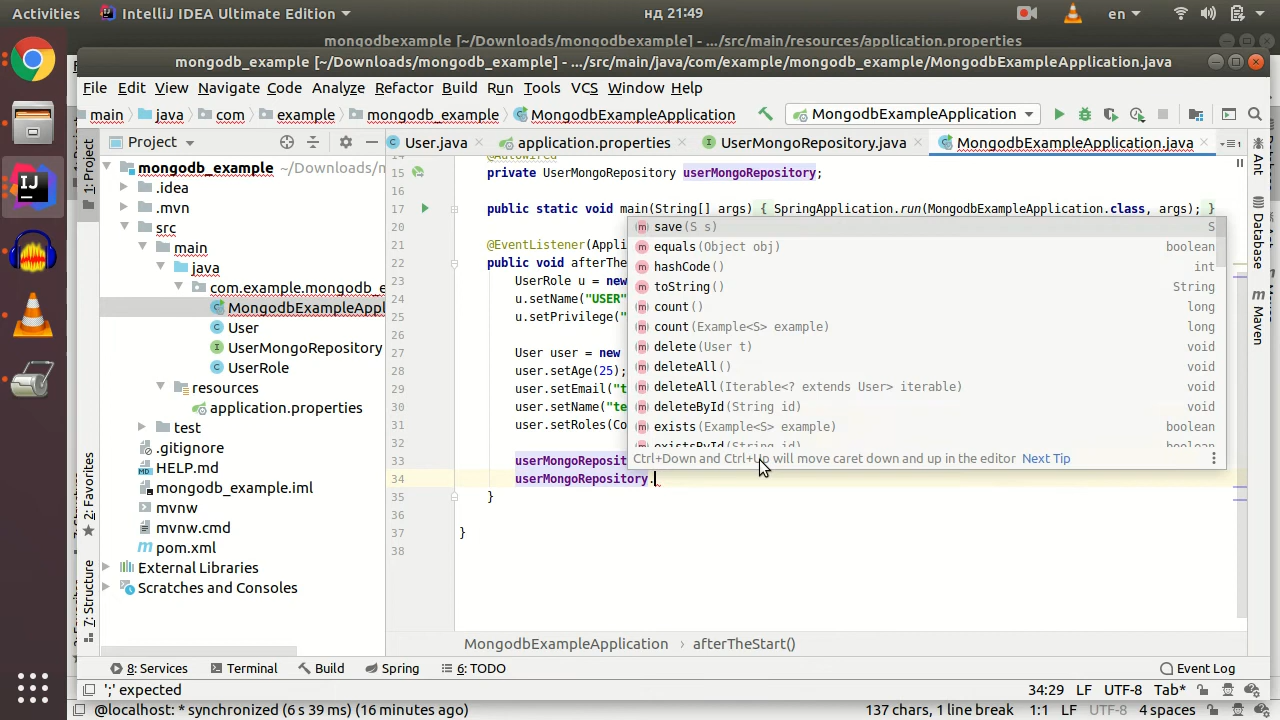 Activities
IntelliJ IDEA Ultimate Edition
нд 21:49
en
mongodbexample [~/Downloads/mongodbexample] - .../src/main/resources/application.properties
mongodb_example [~/Downloads/mongodb_example] - .../src/main/java/com/example/MongodbExampleApplication.java
File Edit View Navigate Code Analyze Refactor Build Run Tools VCS Window Help
main java com example mongodb_example MongodbExampleApplication
MongodbExampleApplication
Project
User.java
application.properties
UserMongoRepository.java
MongodbExampleApplication.java
1: Project
2: Favorites
7: Structure
Ant
Database
Maven
mongodb_example ~/Downloads/m
.idea
.mvn
src
main
java
com.example.mongodb_e
MongodbExampleAppl
User
UserMongoRepository
UserRole
resources
application.properties
test
.gitignore
HELP.md
mongodb_example.iml
mvnw
mvnw.cmd
pom.xml
External Libraries
Scratches and Consoles
14 @Autowired
15 private UserMongoRepository userMongoRepository;
16
17 public static void main(String[] args) { SpringApplication.run(MongodbExampleApplication.class, args); }
20
21 @EventListener(Appli
22 public void afterThe
23 UserRole u = new
24 u.setName("USER"
25 u.setPrivilege("
26
27 User user = new
28 user.setAge(25);
29 user.setEmail("t
30 user.setName("te
31 user.setRoles(Co
32
33 userMongoReposit
34 userMongoRepository.
35 }
36
37 }
38
save(S s) S
equals(Object obj) boolean
hashCode() int
toString() String
count() long
count(Example<S> example) long
delete(User t) void
deleteAll() void
deleteAll(Iterable<? extends User> iterable) void
deleteById(String id) void
exists(Example<S> example) boolean
existsById(String id) boolean
Ctrl+Down and Ctrl+Up will move caret down and up in the editor Next Tip
MongodbExampleApplication › afterTheStart()
8: Services
Terminal
Build
Spring
6: TODO
Event Log
';' expected
34:29 LF UTF-8 Tab*
@localhost: * synchronized (6 s 39 ms) (16 minutes ago)
137 chars, 1 line break 1:1 LF UTF-8 4 spaces